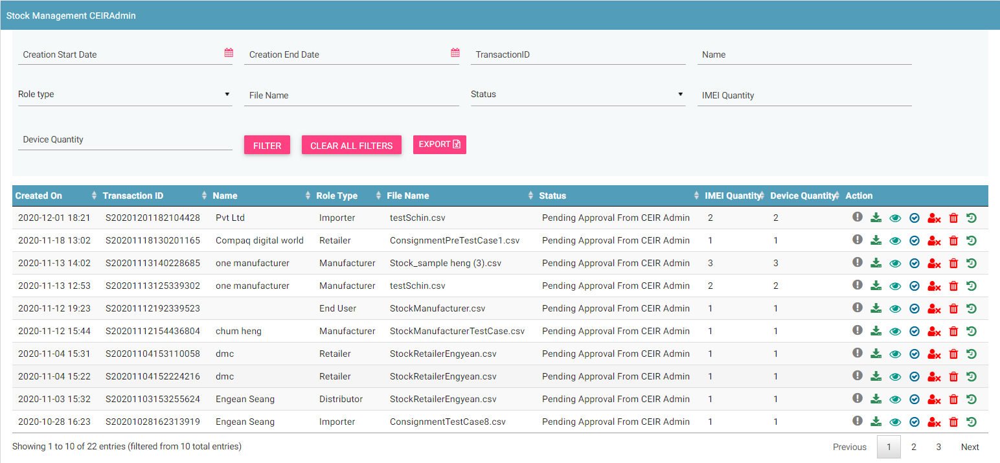 Stock Management CEIRAdmin
Creation Start Date Creation End Date TransactionID Name
Role type File Name Status IMEI Quantity
Device Quantity FILTER CLEAR ALL FILTERS EXPORT
Created On Transaction ID Name Role Type File Name Status IMEI Quantity Device Quantity Action
2020-12-01 18:21 S20201201182104428 Pvt Ltd Importer testSchin.csv Pending Approval From CEIR Admin 2 2
2020-11-18 13:02 S20201118130201165 Compaq digital world Retailer ConsignmentPreTestCase1.csv Pending Approval From CEIR Admin 1 1
2020-11-13 14:02 S20201113140228685 one manufacturer Manufacturer Stock_sample heng (3).csv Pending Approval From CEIR Admin 3 3
2020-11-13 12:53 S20201113125339302 one manufacturer Manufacturer testSchin.csv Pending Approval From CEIR Admin 2 2
2020-11-12 19:23 S20201112192339523 End User StockManufacturer.csv Pending Approval From CEIR Admin 1 1
2020-11-12 15:44 S20201112154436804 chum heng Manufacturer StockManufacturerTestCase.csv Pending Approval From CEIR Admin 1 1
2020-11-04 15:31 S20201104153110058 dmc Retailer StockRetailerEngyean.csv Pending Approval From CEIR Admin 1 1
2020-11-04 15:22 S20201104152224216 dmc Retailer StockRetailerEngyean.csv Pending Approval From CEIR Admin 1 1
2020-11-03 15:32 S20201103153255624 Engean Seang Distributor StockRetailerEngyean.csv Pending Approval From CEIR Admin 1 1
2020-10-28 16:23 S20201028162313919 Engean Seang Importer ConsignmentTestCase8.csv Pending Approval From CEIR Admin 1 1
Showing 1 to 10 of 22 entries (filtered from 10 total entries) Previous 1 2 3 Next